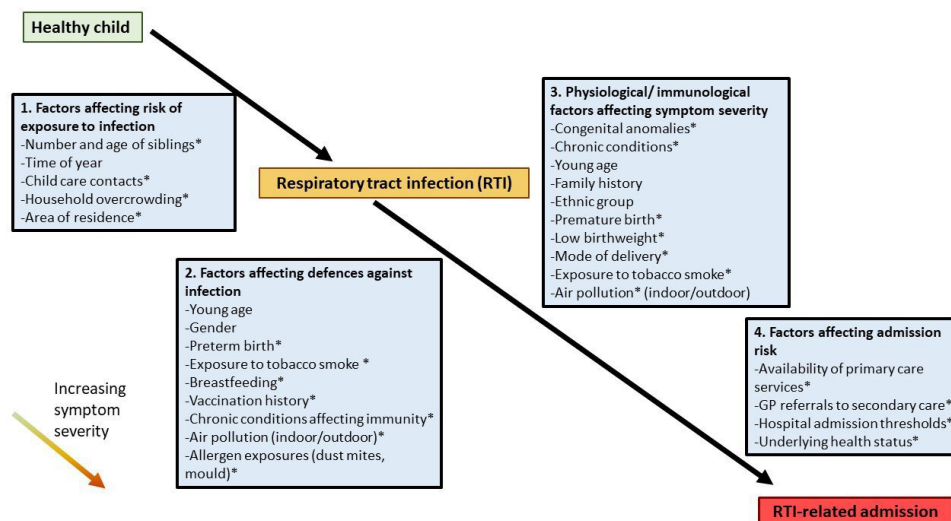 Healthy child
1. Factors affecting risk of
exposure to infection
-Number and age of siblings*
-Time of year
-Child care contacts*
-Household overcrowding*
-Area of residence*
Respiratory tract infection (RTI)
3. Physiological/ immunological
factors affecting symptom severity
-Congenital anomalies*
-Chronic conditions*
-Young age
-Family history
-Ethnic group
-Premature birth*
-Low birthweight*
-Mode of delivery*
-Exposure to tobacco smoke*
-Air pollution* (indoor/outdoor)
2. Factors affecting defences against
infection
-Young age
-Gender
-Preterm birth*
-Exposure to tobacco smoke *
-Breastfeeding*
-Vaccination history*
-Chronic conditions affecting immunity*
-Air pollution (indoor/outdoor)*
-Allergen exposures (dust mites,
mould)*
4. Factors affecting admission
risk
-Availability of primary care
services*
-GP referrals to secondary care*
-Hospital admission thresholds*
-Underlying health status*
Increasing
symptom
severity
RTI-related admission